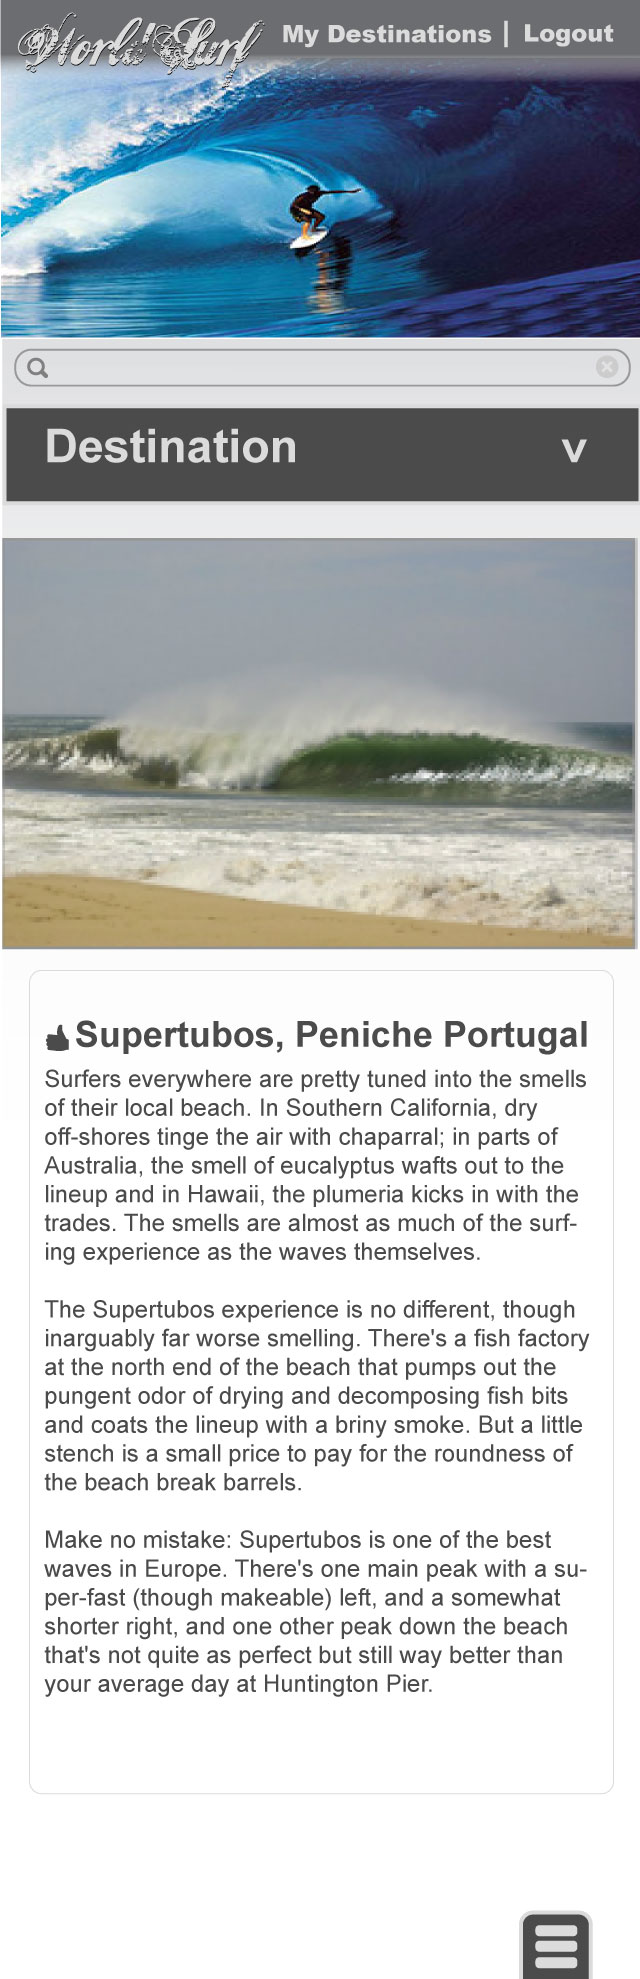 World Surf My Destinations | Logout
Destination v
Supertubos, Peniche Portugal
Surfers everywhere are pretty tuned into the smells
of their local beach. In Southern California, dry
off-shores tinge the air with chaparral; in parts of
Australia, the smell of eucalyptus wafts out to the
lineup and in Hawaii, the plumeria kicks in with the
trades. The smells are almost as much of the surf-
ing experience as the waves themselves.
The Supertubos experience is no different, though
inarguably far worse smelling. There's a fish factory
at the north end of the beach that pumps out the
pungent odor of drying and decomposing fish bits
and coats the lineup with a briny smoke. But a little
stench is a small price to pay for the roundness of
the beach break barrels.
Make no mistake: Supertubos is one of the best
waves in Europe. There's one main peak with a su-
per-fast (though makeable) left, and a somewhat
shorter right, and one other peak down the beach
that's not quite as perfect but still way better than
your average day at Huntington Pier.